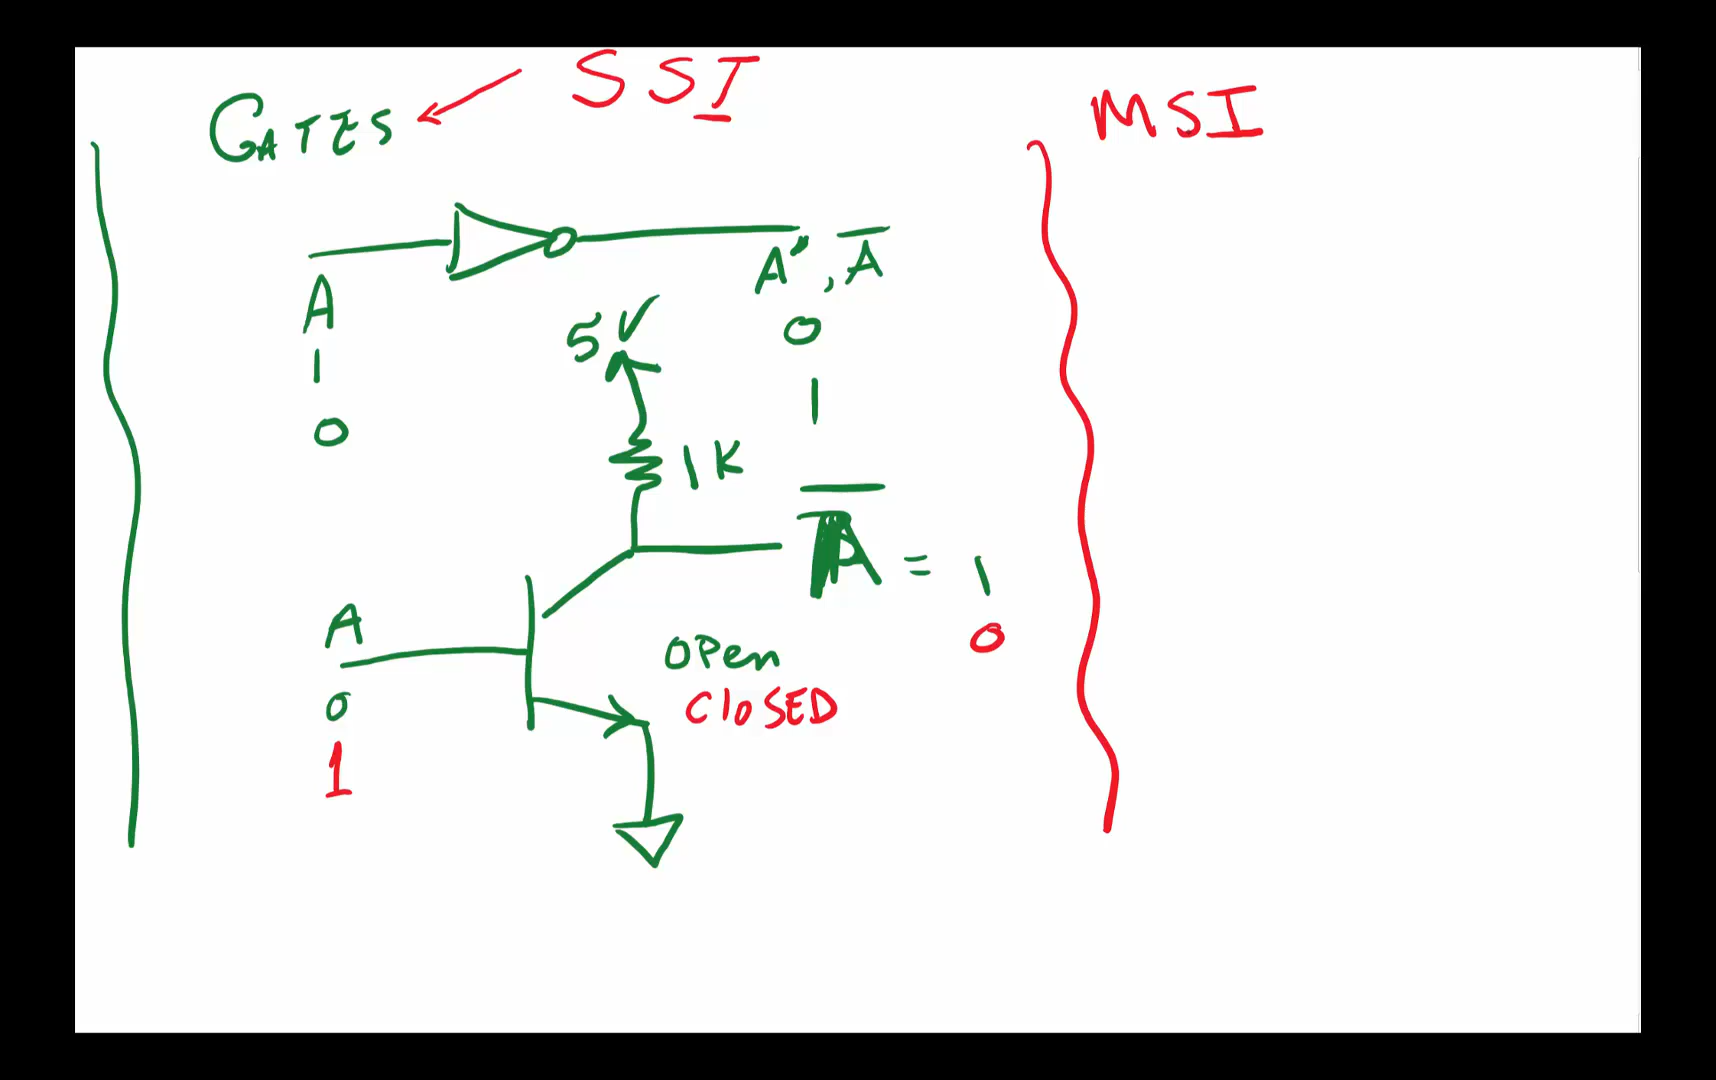 SSI
GATES
MSI
A
A', A̅
1
0
0
1
5V
1K
A̅ = 1
0
A
0
1
OPEN
CLOSED